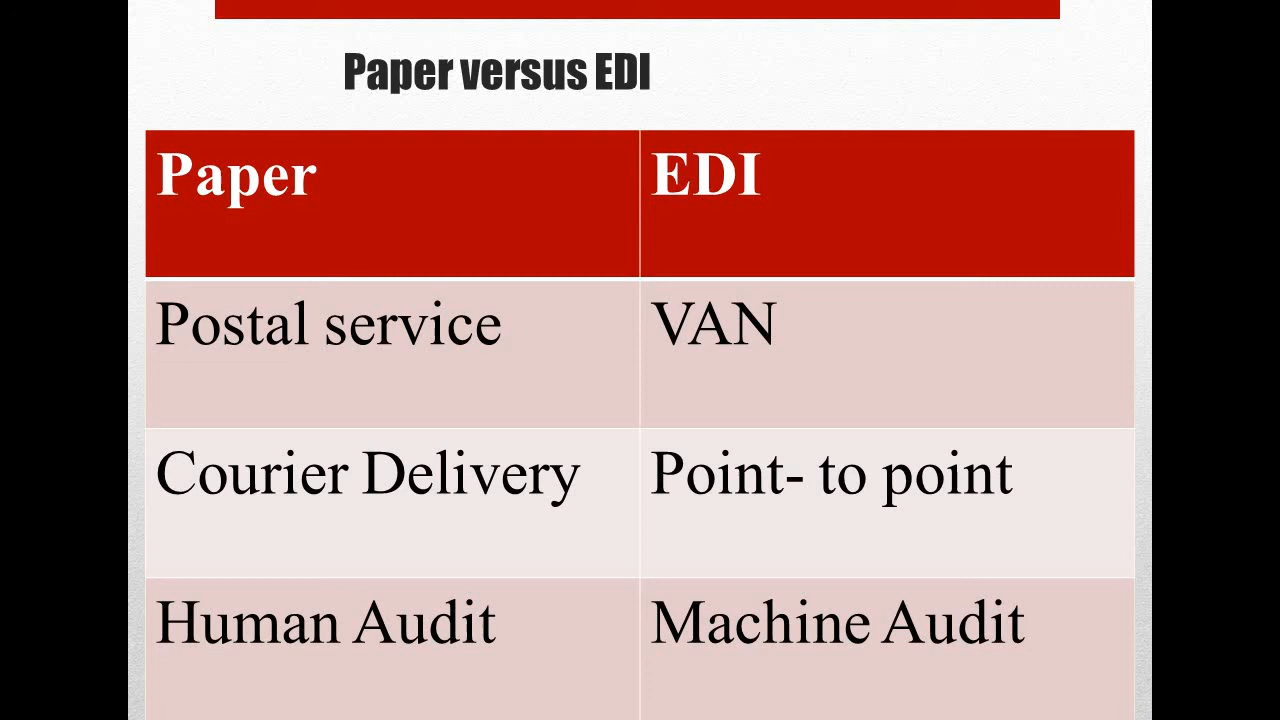 Paper versus EDI
Paper EDI
Postal service VAN
Courier Delivery Point- to point
Human Audit Machine Audit